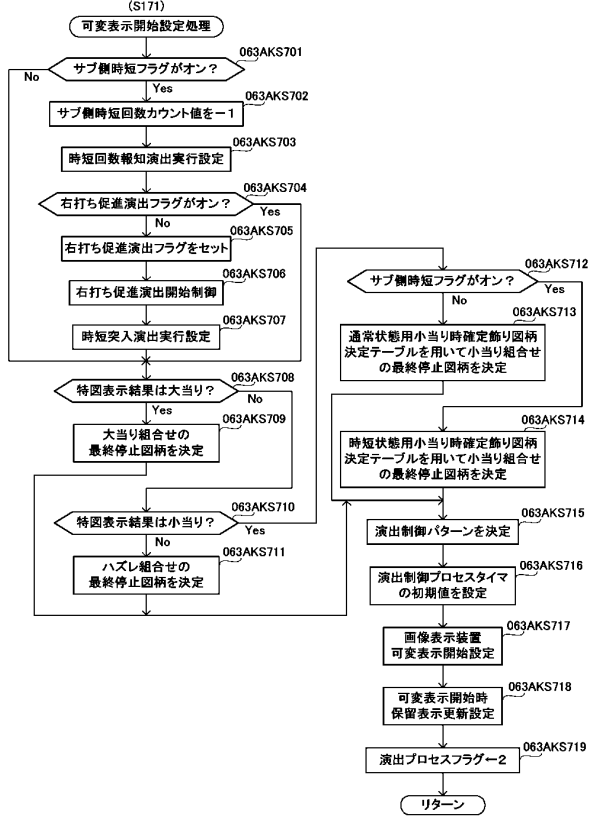 (S171)
可変表示開始設定処理
063AKS701
サブ側時短フラグがオン？
No
Yes
063AKS702
サブ側時短回数カウント値を－1
063AKS703
時短回数報知演出実行設定
063AKS704
右打ち促進演出フラグがオン？
Yes
No
063AKS705
右打ち促進演出フラグをセット
063AKS706
右打ち促進演出開始制御
063AKS707
時短突入演出実行設定
063AKS708
特図表示結果は大当り？
No
Yes
063AKS709
大当り組合せの
最終停止図柄を決定
063AKS710
特図表示結果は小当り？
Yes
No
063AKS711
ハズレ組合せの
最終停止図柄を決定
063AKS712
サブ側時短フラグがオン？
Yes
No
063AKS713
通常状態用小当り時確定飾り図柄
決定テーブルを用いて小当り組合せ
の最終停止図柄を決定
063AKS714
時短状態用小当り時確定飾り図柄
決定テーブルを用いて小当り組合せ
の最終停止図柄を決定
063AKS715
演出制御パターンを決定
063AKS716
演出制御プロセスタイマ
の初期値を設定
063AKS717
画像表示装置
可変表示開始設定
063AKS718
可変表示開始時
保留表示更新設定
063AKS719
演出プロセスフラグ←2
リターン